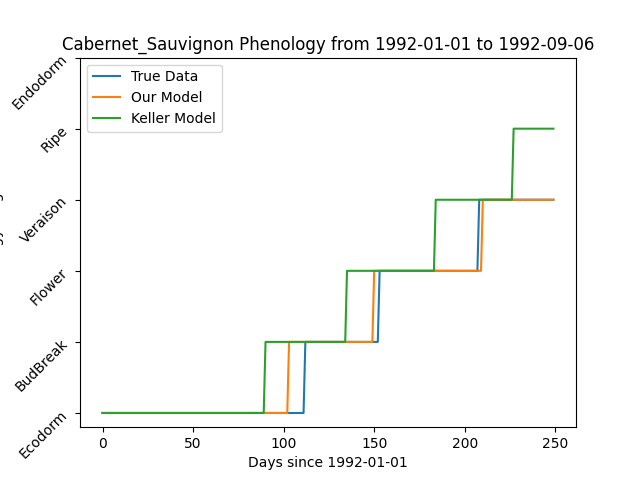 Cabernet_Sauvignon Phenology from 1992-01-01 to 1992-09-06
True Data
Our Model
Keller Model
Endodorm
Ripe
Veraison
Flower
BudBreak
Ecodorm
0 50 100 150 200 250
Days since 1992-01-01